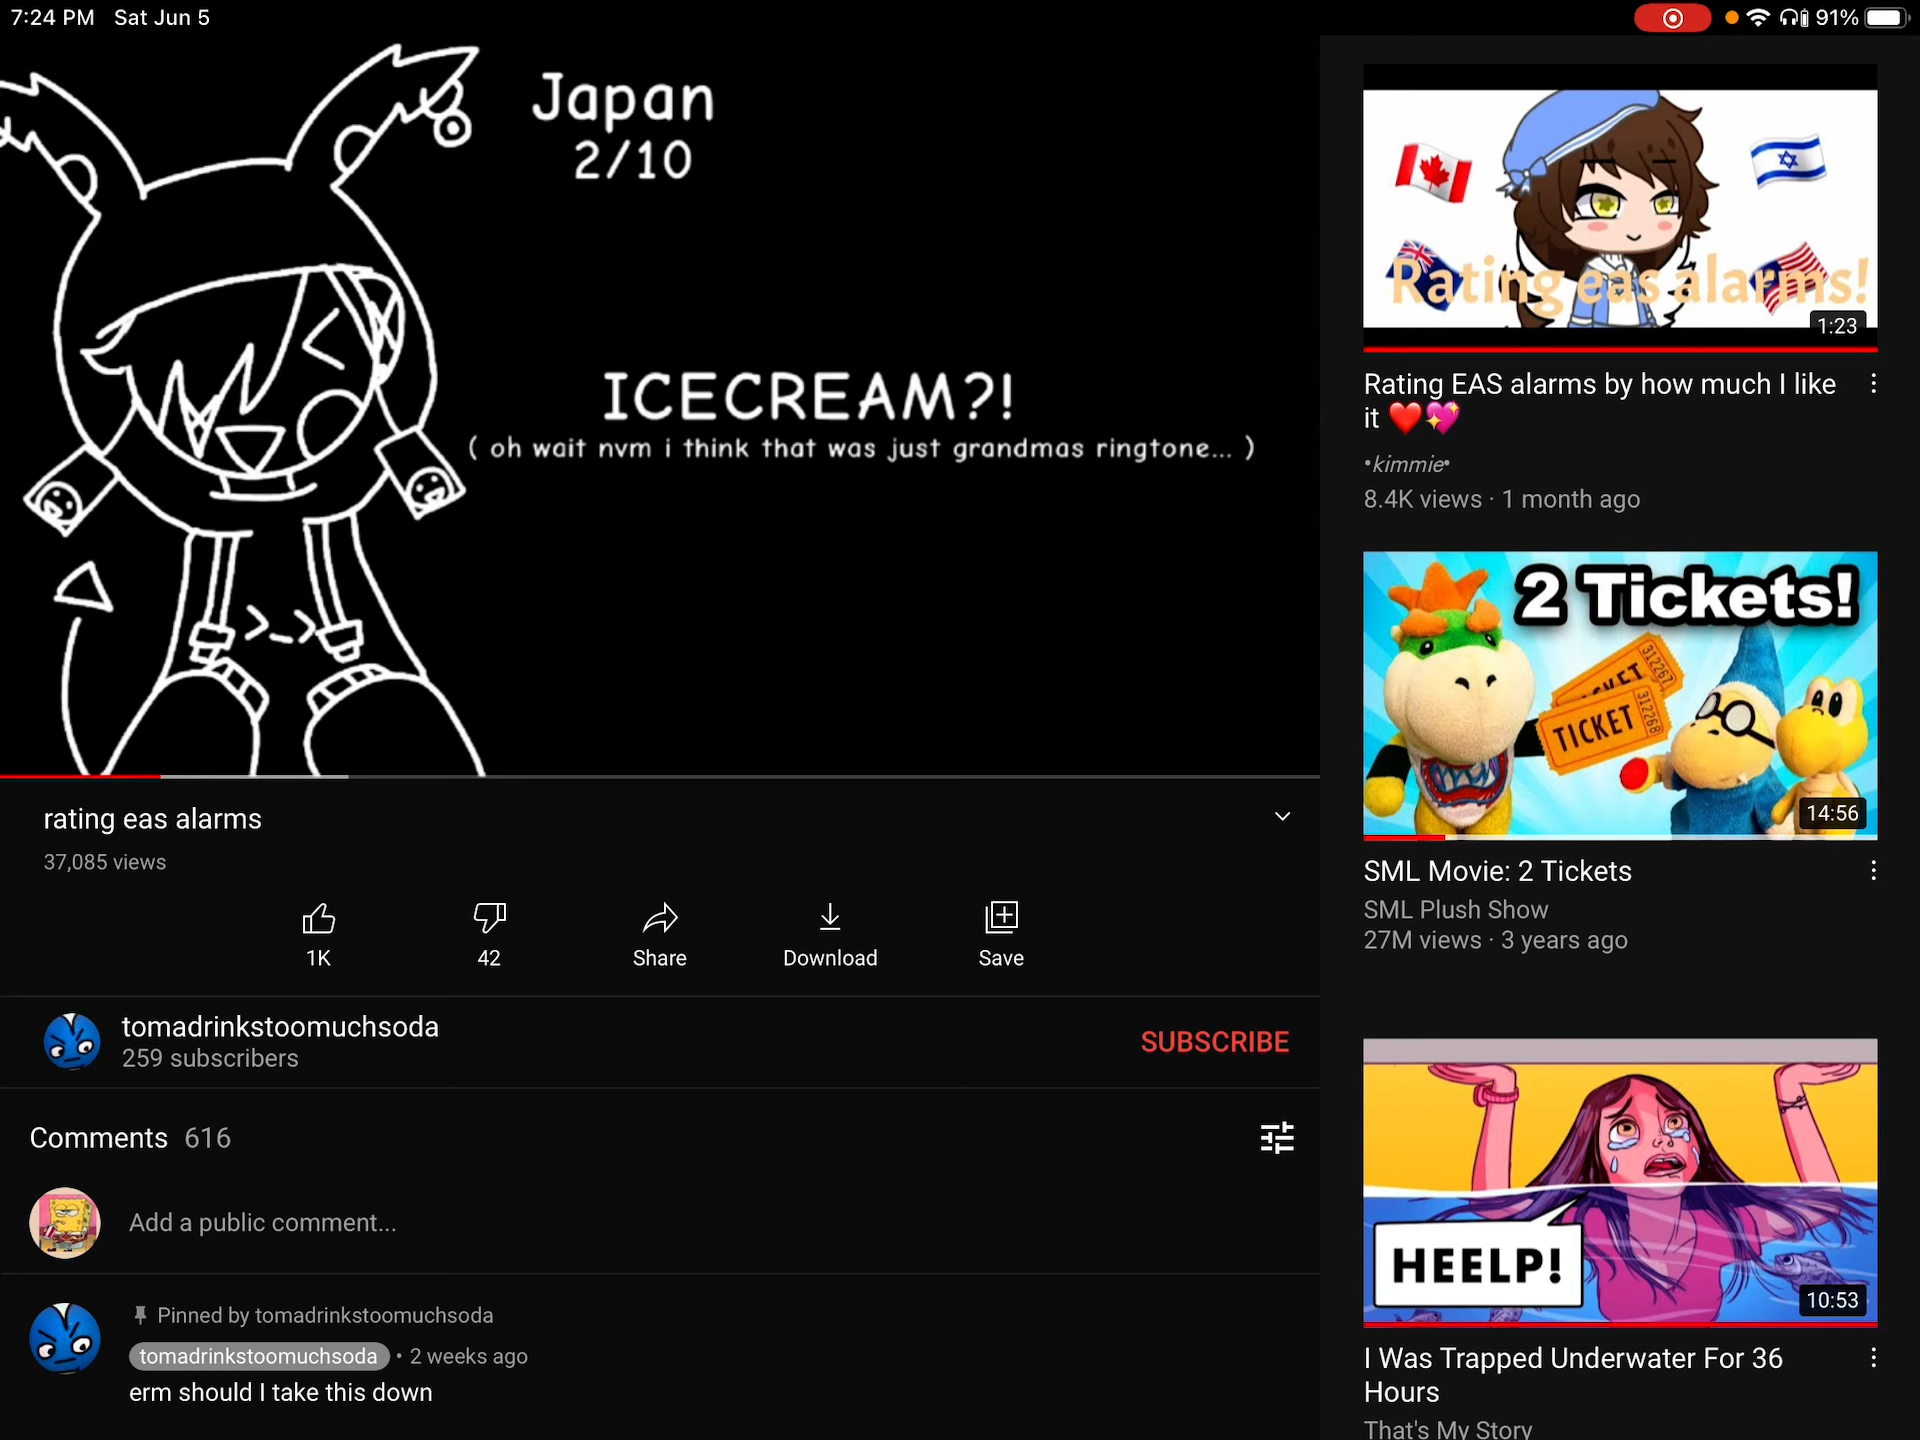 7:24 PM Sat Jun 5
91%
Japan
2/10
ICECREAM?!
( oh wait nvm i think that was just grandmas ringtone... )
>_>
rating eas alarms
37,085 views
1K
42
Share
Download
Save
tomadrinkstoomuchsoda
259 subscribers
SUBSCRIBE
Comments 616
Add a public comment...
Pinned by tomadrinkstoomuchsoda
tomadrinkstoomuchsoda • 2 weeks ago
erm should I take this down
Rating eas alarms!
1:23
Rating EAS alarms by how much I like
it ❤️💖
•kimmie•
8.4K views · 1 month ago
2 Tickets!
TICKET
312267
TICKET
312268
14:56
SML Movie: 2 Tickets
SML Plush Show
27M views · 3 years ago
HEELP!
10:53
I Was Trapped Underwater For 36
Hours
That's My Story